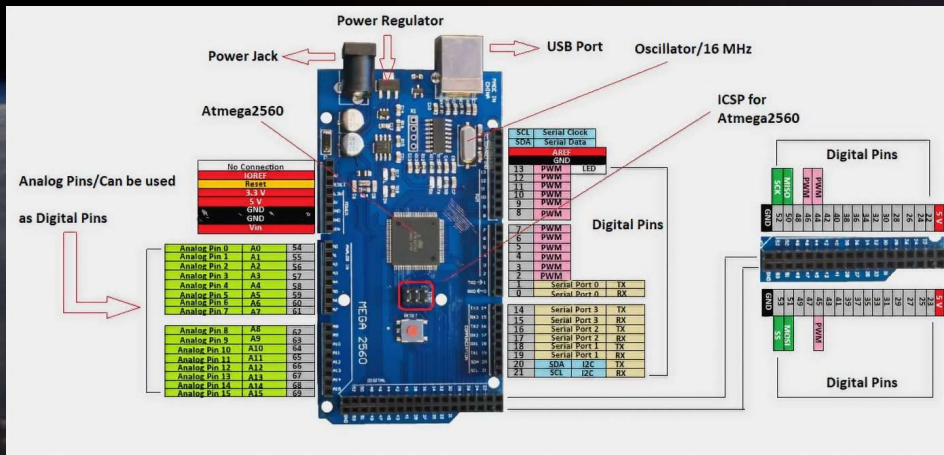 Power Regulator
Power Jack
USB Port
Oscillator/16 MHz
Atmega2560
ICSP for
Atmega2560
SCL Serial Clock
SDA Serial Data
AREF
GND
13 PWM LED
12 PWM
11 PWM
10 PWM
9 PWM
8 PWM
7 PWM
6 PWM
5 PWM
4 PWM
3 PWM
2 PWM
1 Serial Port 0 TX
0 Serial Port 0 RX
14 Serial Port 3 TX
15 Serial Port 3 RX
16 Serial Port 2 TX
17 Serial Port 2 RX
18 Serial Port 1 TX
19 Serial Port 1 RX
20 SDA I2C TX
21 SCL I2C RX
Digital Pins
No Connection
IOREF
Reset
3.3 V
5 V
GND
GND
Vin
Analog Pins/Can be used
as Digital Pins
Analog Pin 0 A0 54
Analog Pin 1 A1 55
Analog Pin 2 A2 56
Analog Pin 3 A3 57
Analog Pin 4 A4 58
Analog Pin 5 A5 59
Analog Pin 6 A6 60
Analog Pin 7 A7 61
Analog Pin 8 A8 62
Analog Pin 9 A9 63
Analog Pin 10 A10 64
Analog Pin 11 A11 65
Analog Pin 12 A12 66
Analog Pin 13 A13 67
Analog Pin 14 A14 68
Analog Pin 15 A15 69
MEGA 2560
Digital Pins
SCK MISO PWM PWM
GND 52 50 48 46 44 42 40 38 36 34 32 30 28 26 24 22 5 V
GND 53 51 49 47 45 43 41 39 37 35 33 31 29 27 25 23 5 V
SS MOSI PWM
Digital Pins